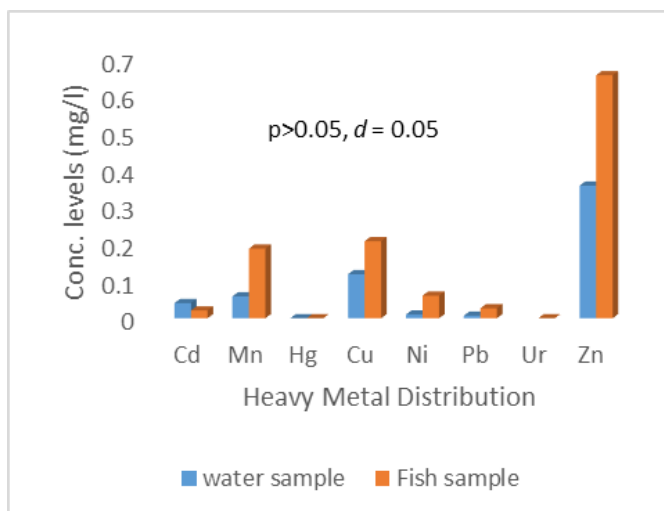 0.7
0.6
0.5
0.4
0.3
0.2
0.1
0
Conc. levels (mg/l)
p>0.05, d = 0.05
Cd Mn Hg Cu Ni Pb Ur Zn
Heavy Metal Distribution
water sample Fish sample